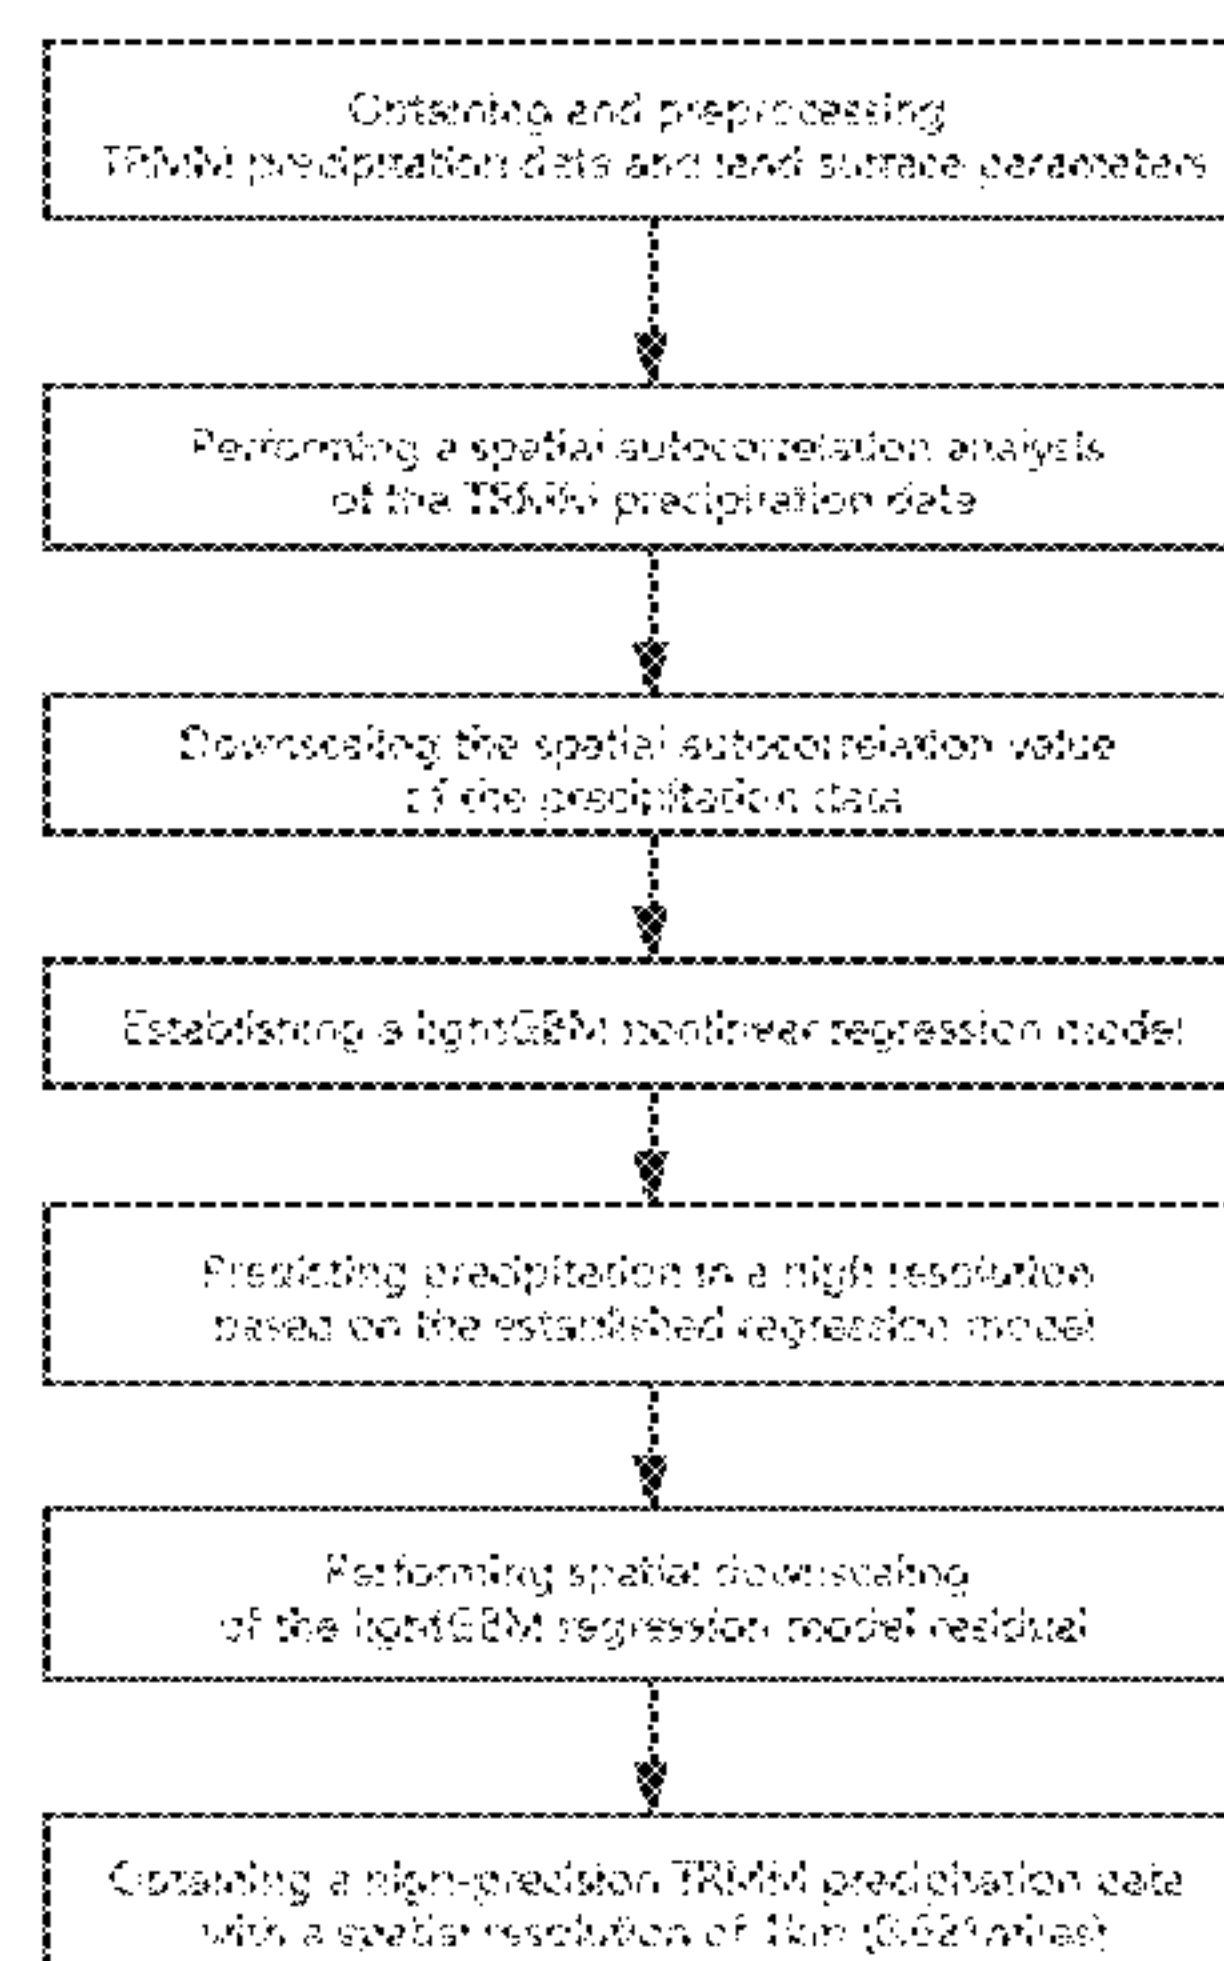 Obtaining and preprocessing
TRMM precipitation data and land surface parameters
Performing a spatial autocorrelation analysis
of the TRMM precipitation data
Downscaling the spatial autocorrelation value
of the precipitation data
Establishing a lightGBM nonlinear regression model
Predicting precipitation in a high resolution
based on the established regression model
Performing spatial downscaling
of the lightGBM regression model residual
Obtaining a high-precision TRMM precipitation data
with a spatial resolution of 1km (0.621miles)